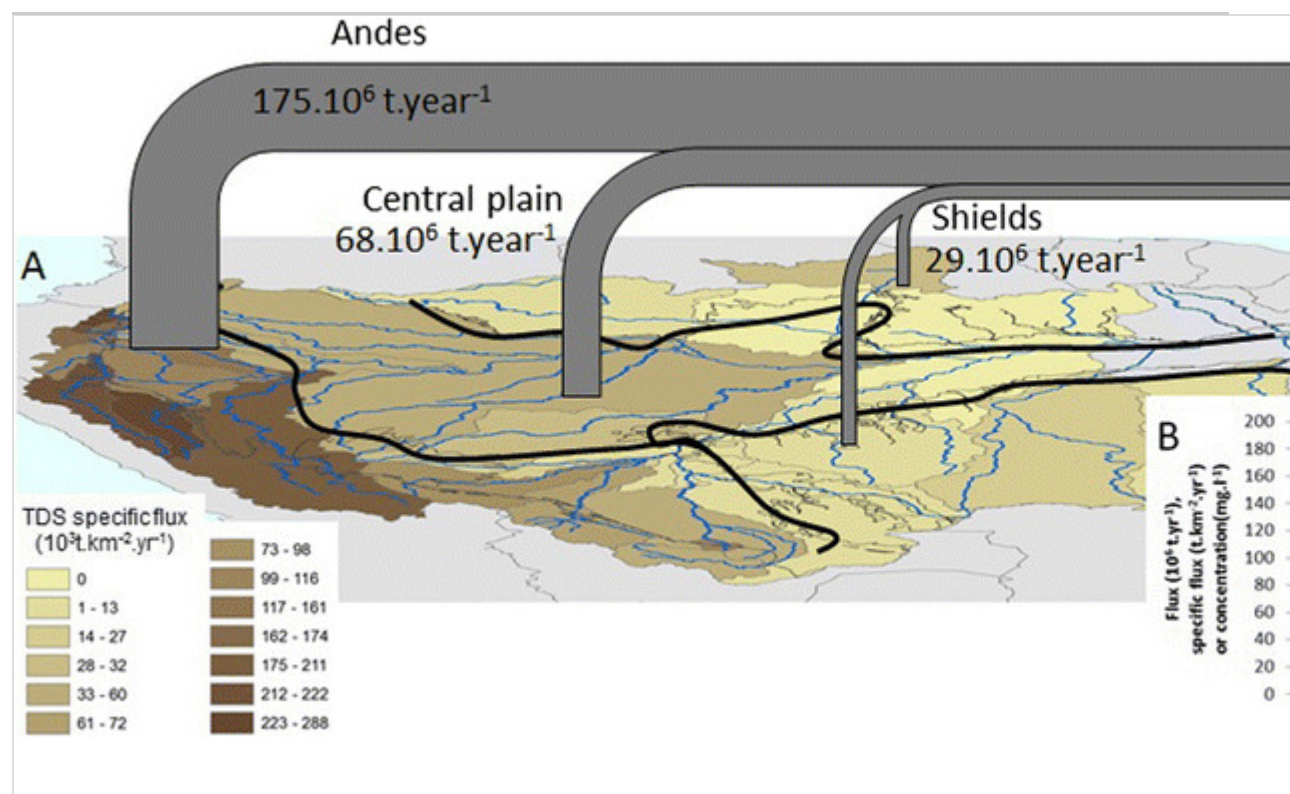 Andes
175.10⁶ t.year⁻¹
Central plain
68.10⁶ t.year⁻¹
Shields
29.10⁶ t.year⁻¹
A
TDS specific flux
(10³t.km⁻².yr⁻¹)
0
1 - 13
14 - 27
28 - 32
33 - 60
61 - 72
73 - 98
99 - 116
117 - 161
162 - 174
175 - 211
212 - 222
223 - 288
B
Flux (10⁶ t.yr⁻¹),
specific flux (t.km⁻².yr⁻¹)
or concentration(mg.l⁻¹)
200
180
160
140
120
100
80
60
40
20
0